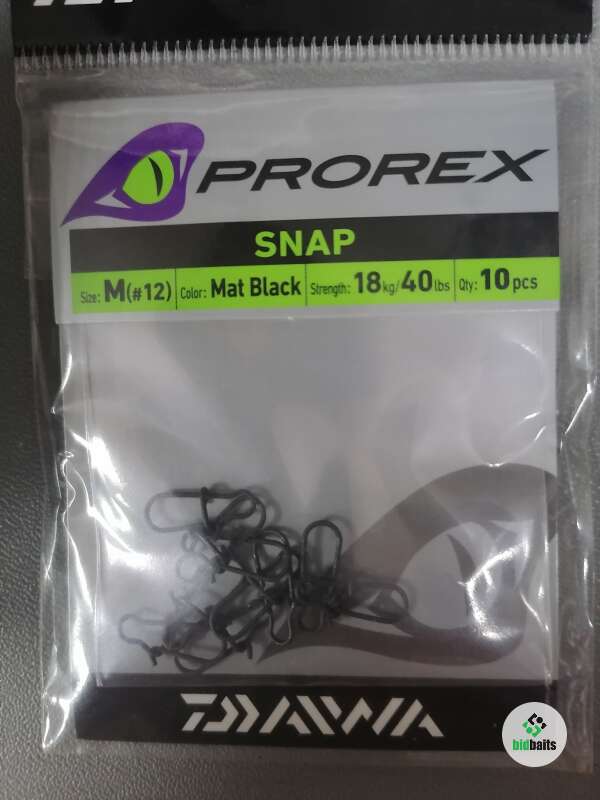 PROREX
SNAP
Size: M(#12) Color: Mat Black Strength: 18kg/40lbs Qty: 10pcs
DAIWA
bidbaits